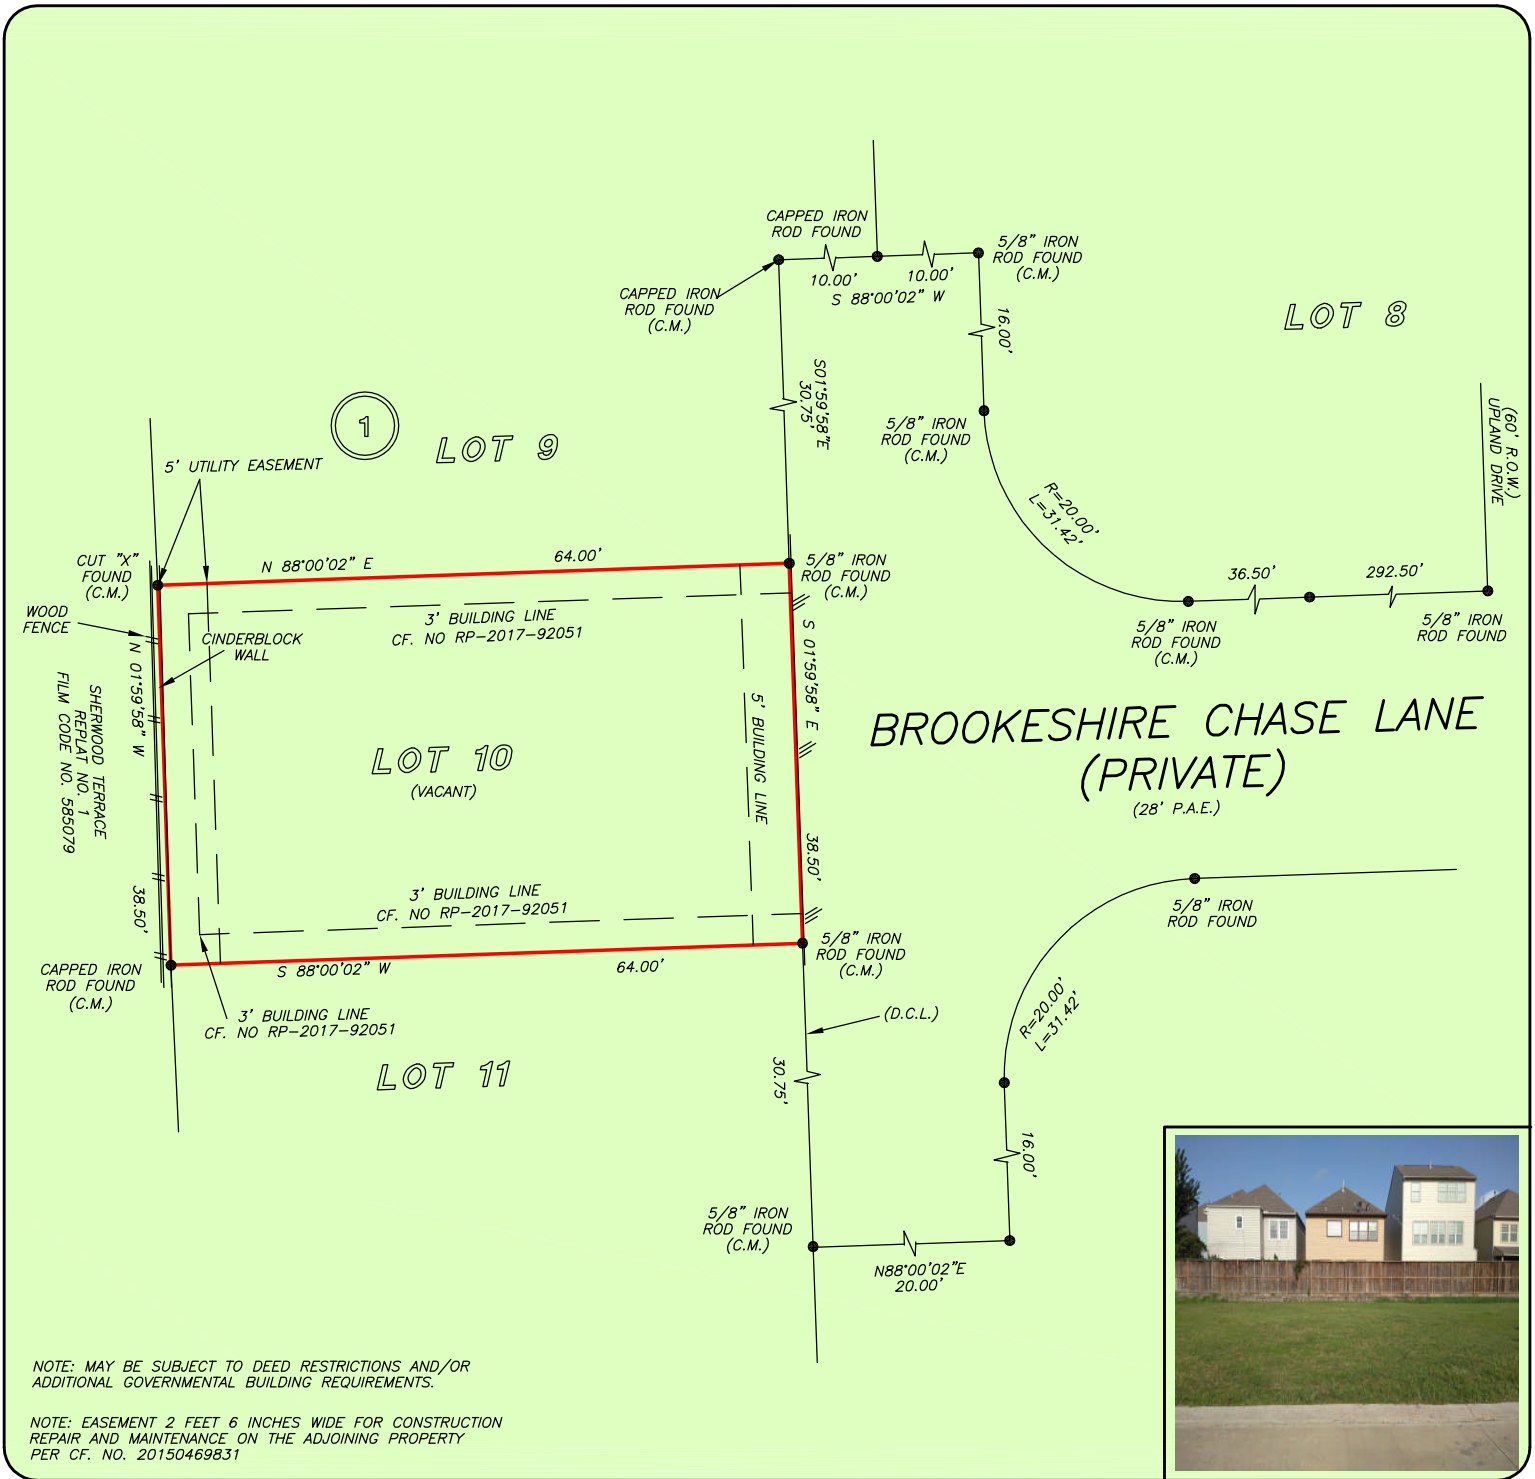 CAPPED IRON
ROD FOUND
5/8" IRON
ROD FOUND
(C.M.)
10.00'
10.00'
S 88°00'02" W
CAPPED IRON
ROD FOUND
(C.M.)
16.00'
LOT 8
S01°59'58"E
30.75'
5/8" IRON
ROD FOUND
(C.M.)
(60' R.O.W.)
UPLAND DRIVE
1
LOT 9
5' UTILITY EASEMENT
R=20.00'
L=31.42'
CUT "X"
FOUND
(C.M.)
N 88°00'02" E
64.00'
5/8" IRON
ROD FOUND
(C.M.)
36.50'
292.50'
5/8" IRON
ROD FOUND
(C.M.)
5/8" IRON
ROD FOUND
WOOD
FENCE
3' BUILDING LINE
CF. NO RP-2017-92051
CINDERBLOCK
WALL
N 01°59'58" W
38.50'
SHERWOOD TERRACE
REPLAT NO. 1
FILM CODE NO. 585079
S 01°59'58" E
38.50'
5' BUILDING LINE
LOT 10
(VACANT)
BROOKESHIRE CHASE LANE
(PRIVATE)
(28' P.A.E.)
3' BUILDING LINE
CF. NO RP-2017-92051
5/8" IRON
ROD FOUND
5/8" IRON
ROD FOUND
(C.M.)
CAPPED IRON
ROD FOUND
(C.M.)
S 88°00'02" W
64.00'
3' BUILDING LINE
CF. NO RP-2017-92051
(D.C.L.)
R=20.00'
L=31.42'
LOT 11
30.75'
16.00'
5/8" IRON
ROD FOUND
(C.M.)
N88°00'02"E
20.00'
NOTE: MAY BE SUBJECT TO DEED RESTRICTIONS AND/OR
ADDITIONAL GOVERNMENTAL BUILDING REQUIREMENTS.
NOTE: EASEMENT 2 FEET 6 INCHES WIDE FOR CONSTRUCTION
REPAIR AND MAINTENANCE ON THE ADJOINING PROPERTY
PER CF. NO. 20150469831